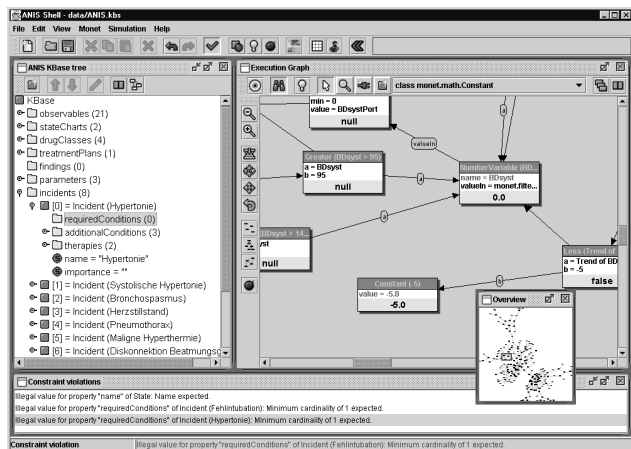 ANIS Shell - data/ANIS.kbs
File Edit View Monet Simulation Help
ANIS KBase tree
KBase
observables (21)
stateCharts (2)
drugClasses (4)
treatmentPlans (1)
findings (0)
parameters (3)
incidents (8)
[0] = Incident (Hypertonie)
requiredConditions (0)
additionalConditions (3)
therapies (2)
name = "Hypertonie"
importance = ""
[1] = Incident (Systolische Hypertonie)
[2] = Incident (Bronchospasmus)
[3] = Incident (Herzstillstand)
[4] = Incident (Pneumothorax)
[5] = Incident (Maligne Hyperthermie)
[6] = Incident (Diskonnektion Beatmungsg
Execution Graph
class monet.math.Constant
min = 0
value = BDsystPort
null
a
valueIn
Greater (BDsyst > 95)
a = BDsyst
b = 95
null
a
NumberVariable (BD...
name = BDsyst
valueIn = monet.filte...
0.0
a
BDsyst > 14...
yst
null
Less (Trend of
a = Trend of BD
b = -5
false
b
Constant (-5)
value = -5.0
-5.0
Overview
Constraint violations
Illegal value for property "name" of State: Name expected.
Illegal value for property "requiredConditions" of Incident (Fehlintubation): Minimum cardinality of 1 expected.
Illegal value for property "requiredConditions" of Incident (Hypertonie): Minimum cardinality of 1 expected.
Constraint violation
Illegal value for property "requiredConditions" of Incident (Fehlintubation): Minimum cardinality of 1 expected.